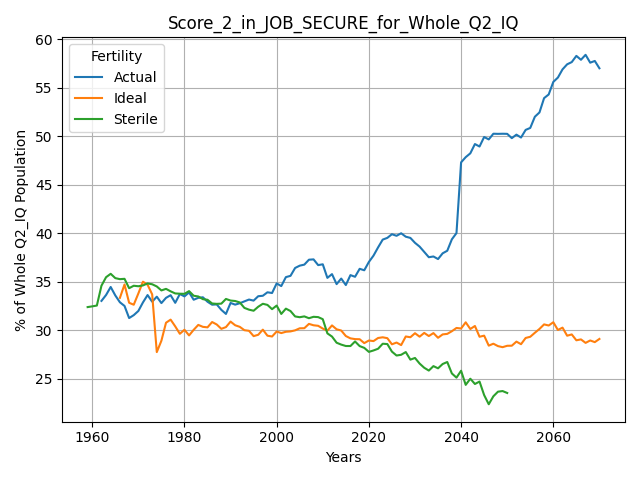 Score_2_in_JOB_SECURE_for_Whole_Q2_IQ
Fertility
Actual
Ideal
Sterile
% of Whole Q2_IQ Population
60
55
50
45
40
35
30
25
1960
1980
2000
2020
2040
2060
Years